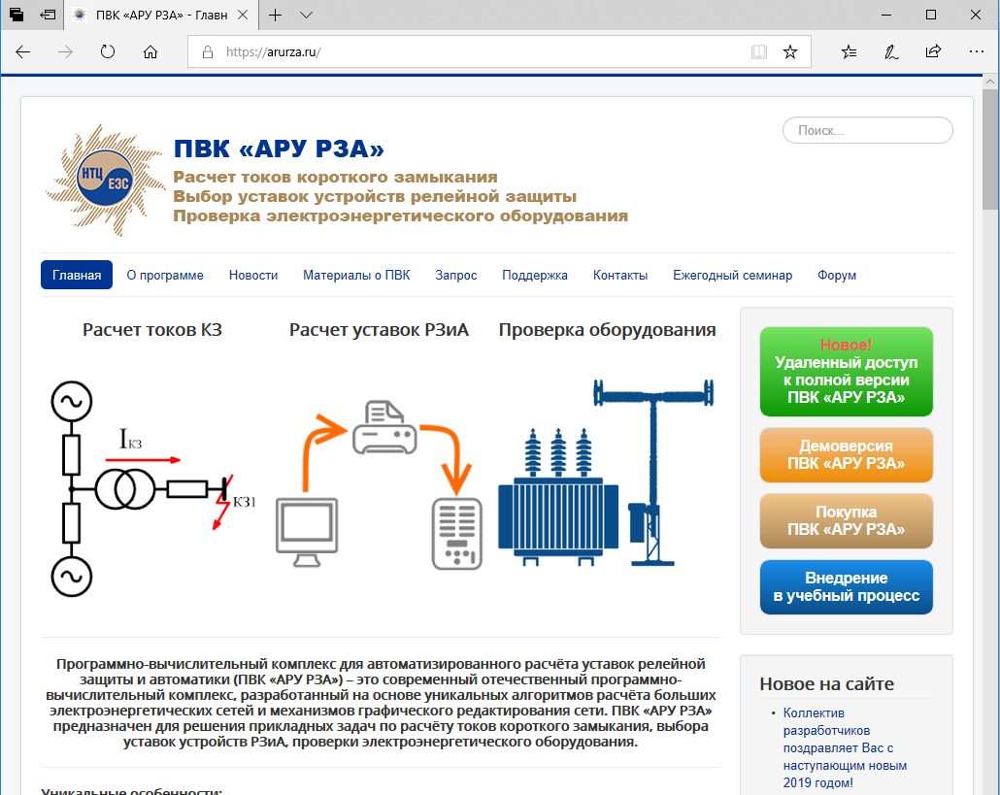 ПВК «АРУ РЗА» - Главн
https://arurza.ru/
Поиск...
НТЦ
ЕЭС
ПВК «АРУ РЗА»
Расчет токов короткого замыкания
Выбор уставок устройств релейной защиты
Проверка электроэнергетического оборудования
Главная О программе Новости Материалы о ПВК Запрос Поддержка Контакты Ежегодный семинар Форум
Расчет токов КЗ Расчет уставок РЗиА Проверка оборудования
Iкз
КЗ1
Новое!
Удаленный доступ
к полной версии
ПВК «АРУ РЗА»
Демоверсия
ПВК «АРУ РЗА»
Покупка
ПВК «АРУ РЗА»
Внедрение
в учебный процесс
Программно-вычислительный комплекс для автоматизированного расчёта уставок релейной
защиты и автоматики (ПВК «АРУ РЗА») – это современный отечественный программно-
вычислительный комплекс, разработанный на основе уникальных алгоритмов расчёта больших
электроэнергетических сетей и механизмов графического редактирования сети. ПВК «АРУ РЗА»
предназначен для решения прикладных задач по расчёту токов короткого замыкания, выбора
уставок устройств РЗиА, проверки электроэнергетического оборудования.
Уникальные особенности:
Новое на сайте
• Коллектив
разработчиков
поздравляет Вас с
наступающим новым
2019 годом!